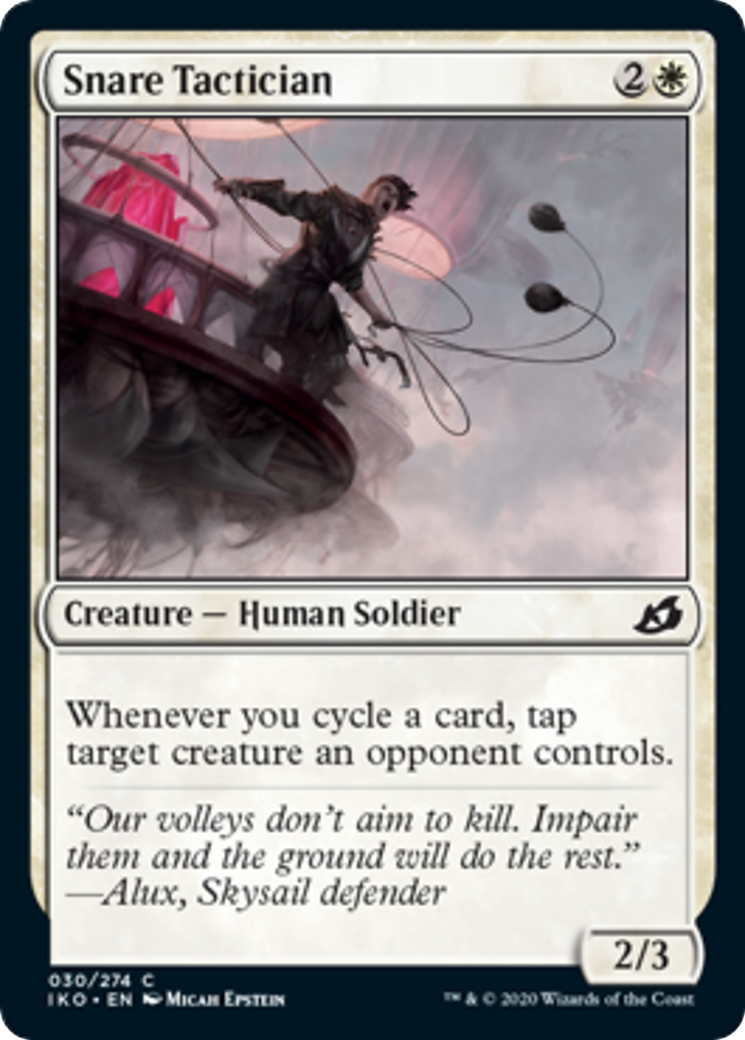 Snare Tactician 2
Creature — Human Soldier
Whenever you cycle a card, tap
target creature an opponent controls.
“Our volleys don’t aim to kill. Impair
them and the ground will do the rest.”
—Alux, Skysail defender
2/3
030/274 C
IKO • EN Micah Epstein
™ & © 2020 Wizards of the Coast